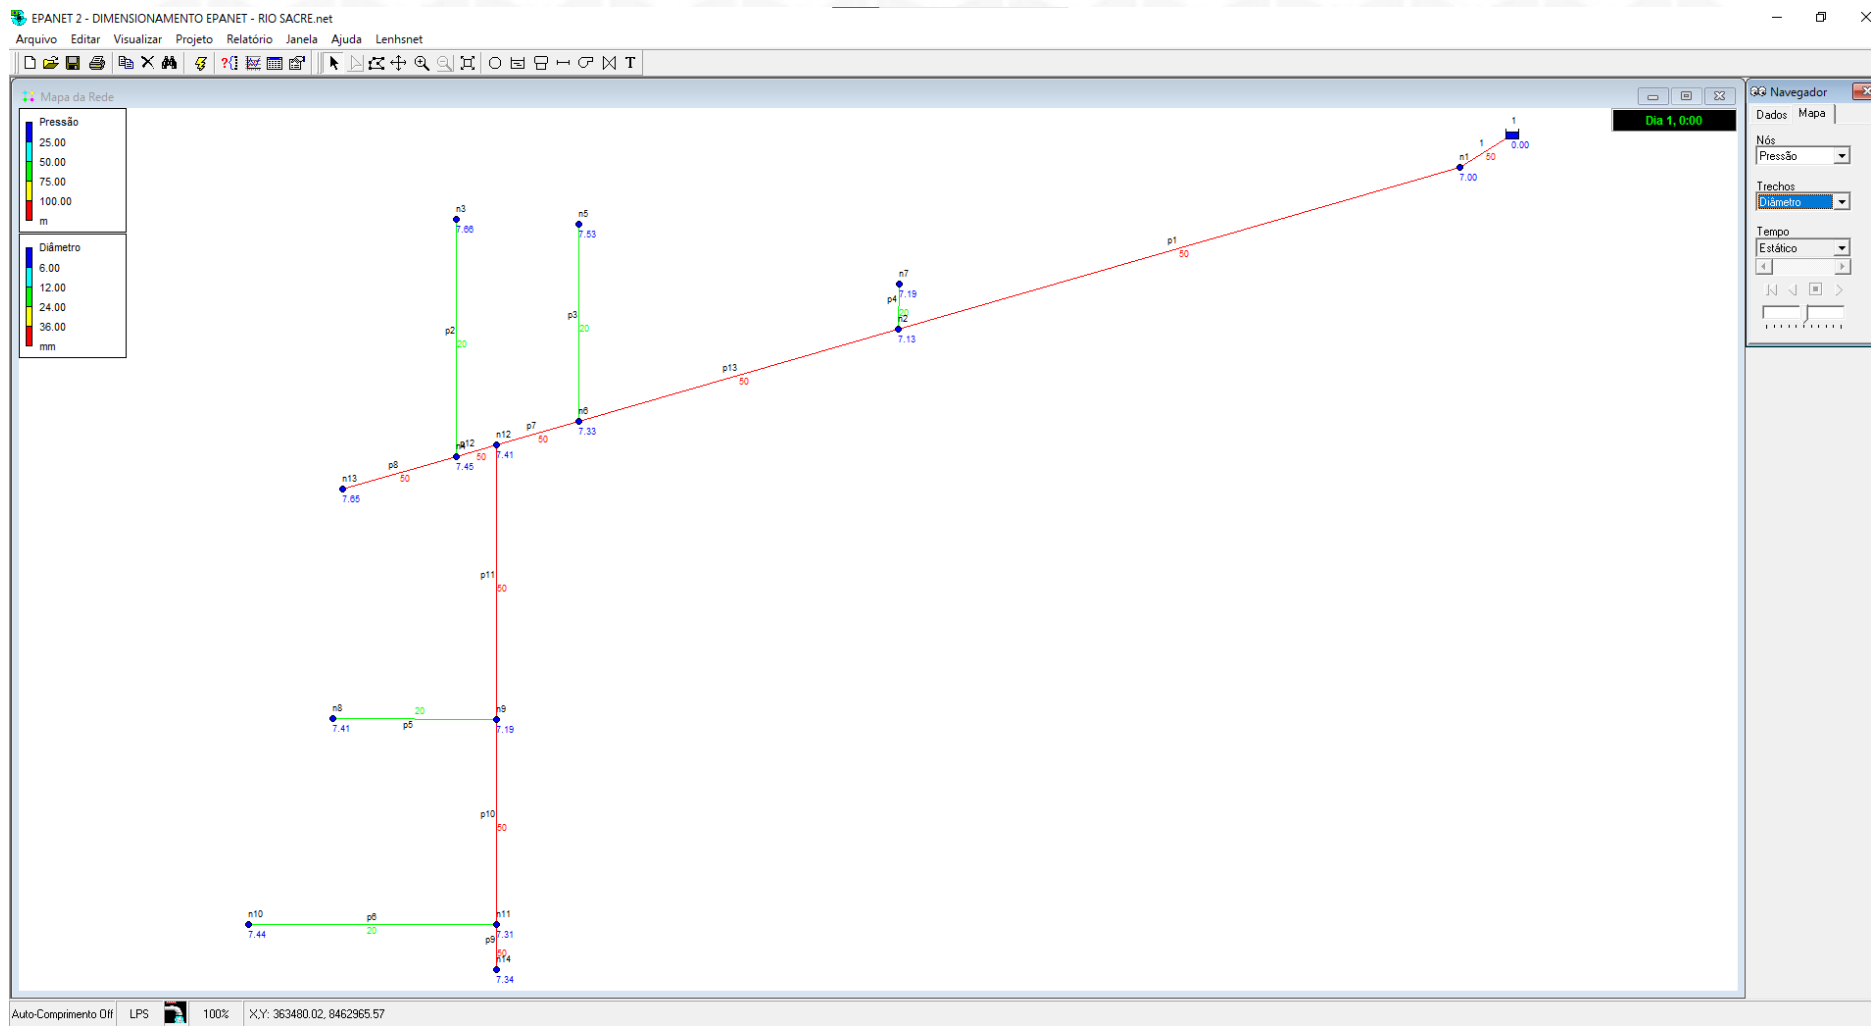 EPANET 2 - DIMENSIONAMENTO EPANET - RIO SACRE.net
Arquivo Editar Visualizar Projeto Relatório Janela Ajuda Lenhsnet
Mapa da Rede
Pressão
25.00
50.00
75.00
100.00
m
Diâmetro
6.00
12.00
24.00
36.00
mm
Dia 1, 0:00
1
0.00
1
50
n1
7.00
p1
50
n3
7.66
n5
7.53
n7
7.19
p4
20
n2
7.13
p2
20
p3
20
p13
50
n6
7.33
p7
50
n12
7.41
p12
50
n4
7.45
p8
50
n13
7.65
p11
50
n8
7.41
20
p5
n9
7.19
p10
50
n10
7.44
p6
20
n11
7.31
p9
50
n14
7.34
Navegador
Dados Mapa
Nós
Pressão
Trechos
Diâmetro
Tempo
Estático
Auto-Comprimento Off LPS 100% X,Y: 363480.02, 8462965.57